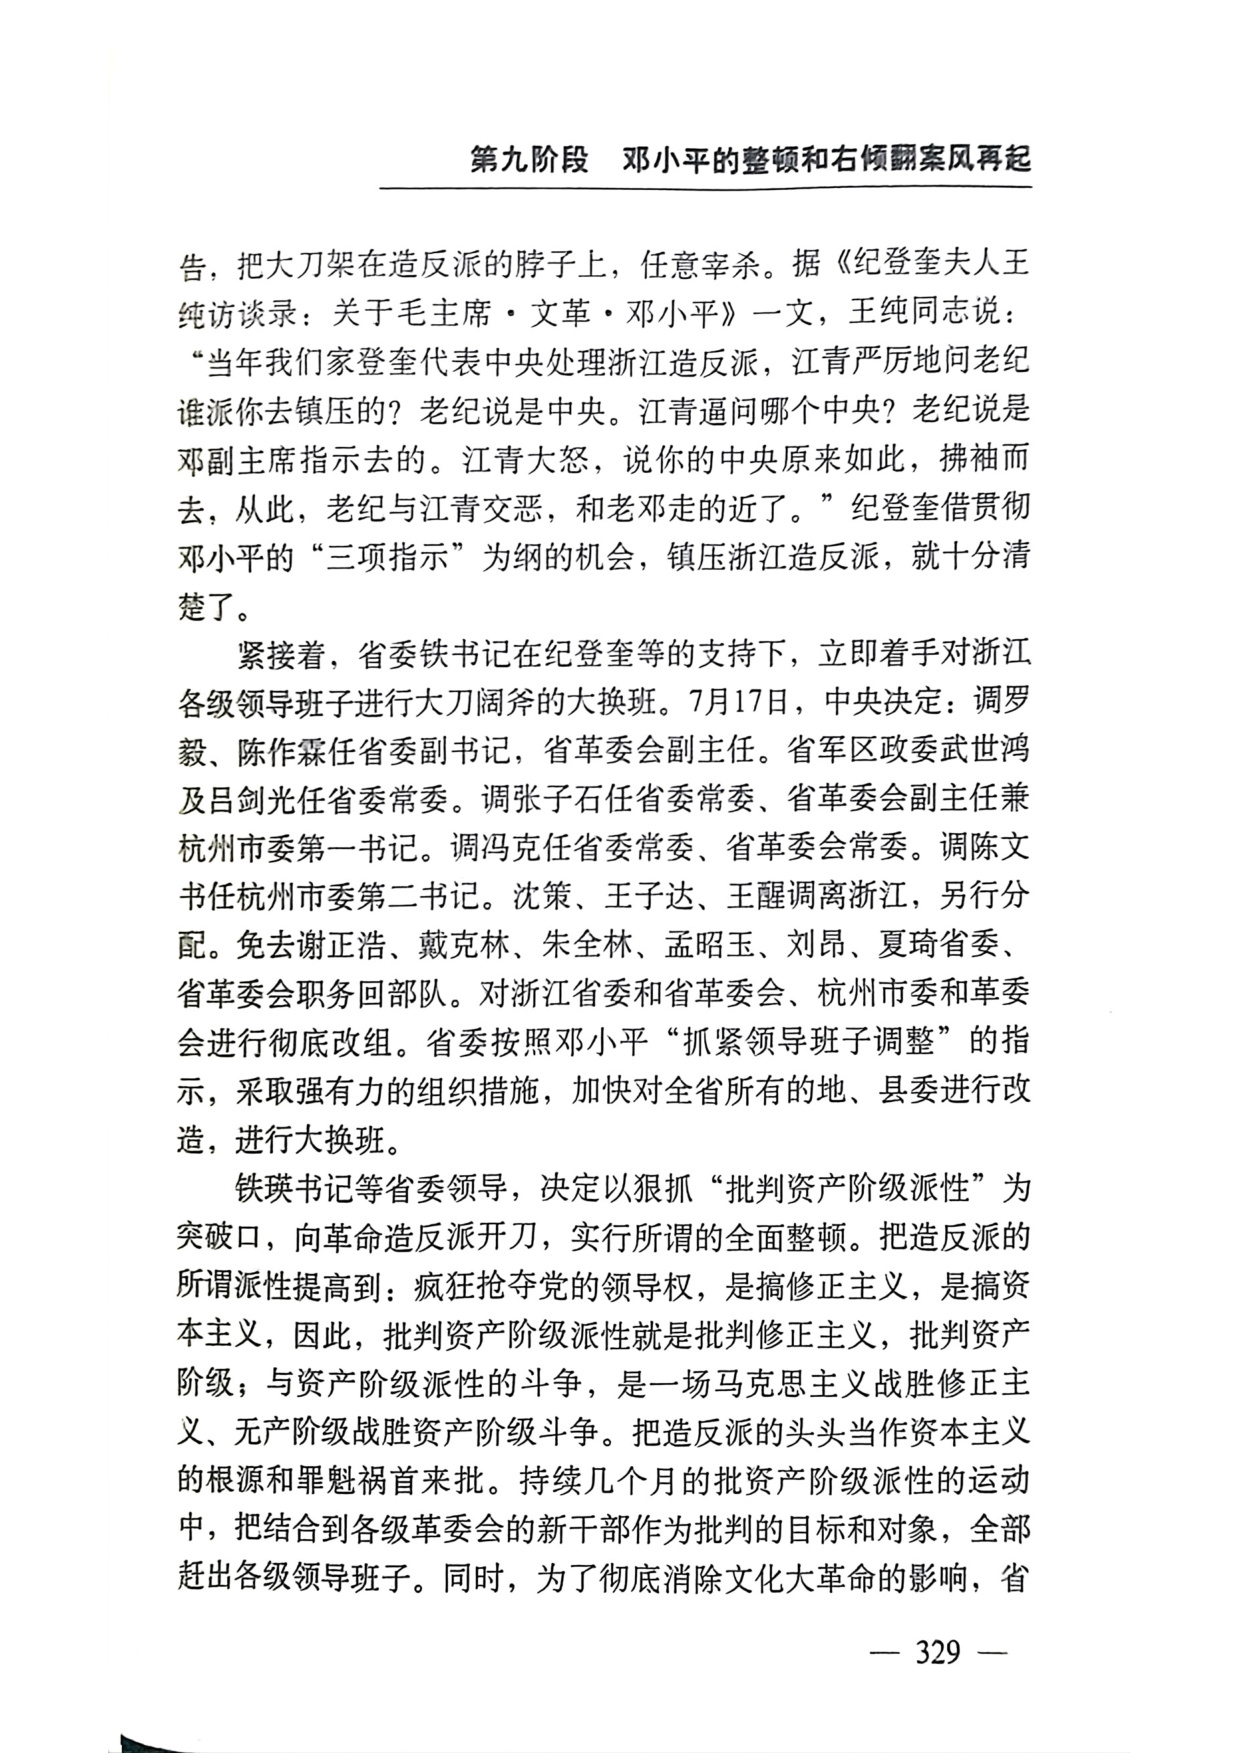 第九阶段 邓小平的整顿和右倾翻案风再起
告，把大刀架在造反派的脖子上，任意宰杀。据《纪登奎夫人王
纯访谈录：关于毛主席·文革·邓小平》一文，王纯同志说：
“当年我们家登奎代表中央处理浙江造反派，江青严厉地问老纪
谁派你去镇压的？老纪说是中央。江青逼问哪个中央？老纪说是
邓副主席指示去的。江青大怒，说你的中央原来如此，拂袖而
去，从此，老纪与江青交恶，和老邓走的近了。”纪登奎借贯彻
邓小平的“三项指示”为纲的机会，镇压浙江造反派，就十分清
楚了。
紧接着，省委铁书记在纪登奎等的支持下，立即着手对浙江
各级领导班子进行大刀阔斧的大换班。7月17日，中央决定：调罗
毅、陈作霖任省委副书记，省革委会副主任。省军区政委武世鸿
及吕剑光任省委常委。调张子石任省委常委、省革委会副主任兼
杭州市委第一书记。调冯克任省委常委、省革委会常委。调陈文
书任杭州市委第二书记。沈策、王子达、王醒调离浙江，另行分
配。免去谢正浩、戴克林、朱全林、孟昭玉、刘昂、夏琦省委、
省革委会职务回部队。对浙江省委和省革委会、杭州市委和革委
会进行彻底改组。省委按照邓小平“抓紧领导班子调整”的指
示，采取强有力的组织措施，加快对全省所有的地、县委进行改
造，进行大换班。
铁瑛书记等省委领导，决定以狠抓“批判资产阶级派性”为
突破口，向革命造反派开刀，实行所谓的全面整顿。把造反派的
所谓派性提高到：疯狂抢夺党的领导权，是搞修正主义，是搞资
本主义，因此，批判资产阶级派性就是批判修正主义，批判资产
阶级；与资产阶级派性的斗争，是一场马克思主义战胜修正主
义、无产阶级战胜资产阶级斗争。把造反派的头头当作资本主义
的根源和罪魁祸首来批。持续几个月的批资产阶级派性的运动
中，把结合到各级革委会的新干部作为批判的目标和对象，全部
赶出各级领导班子。同时，为了彻底消除文化大革命的影响，省
— 329 —